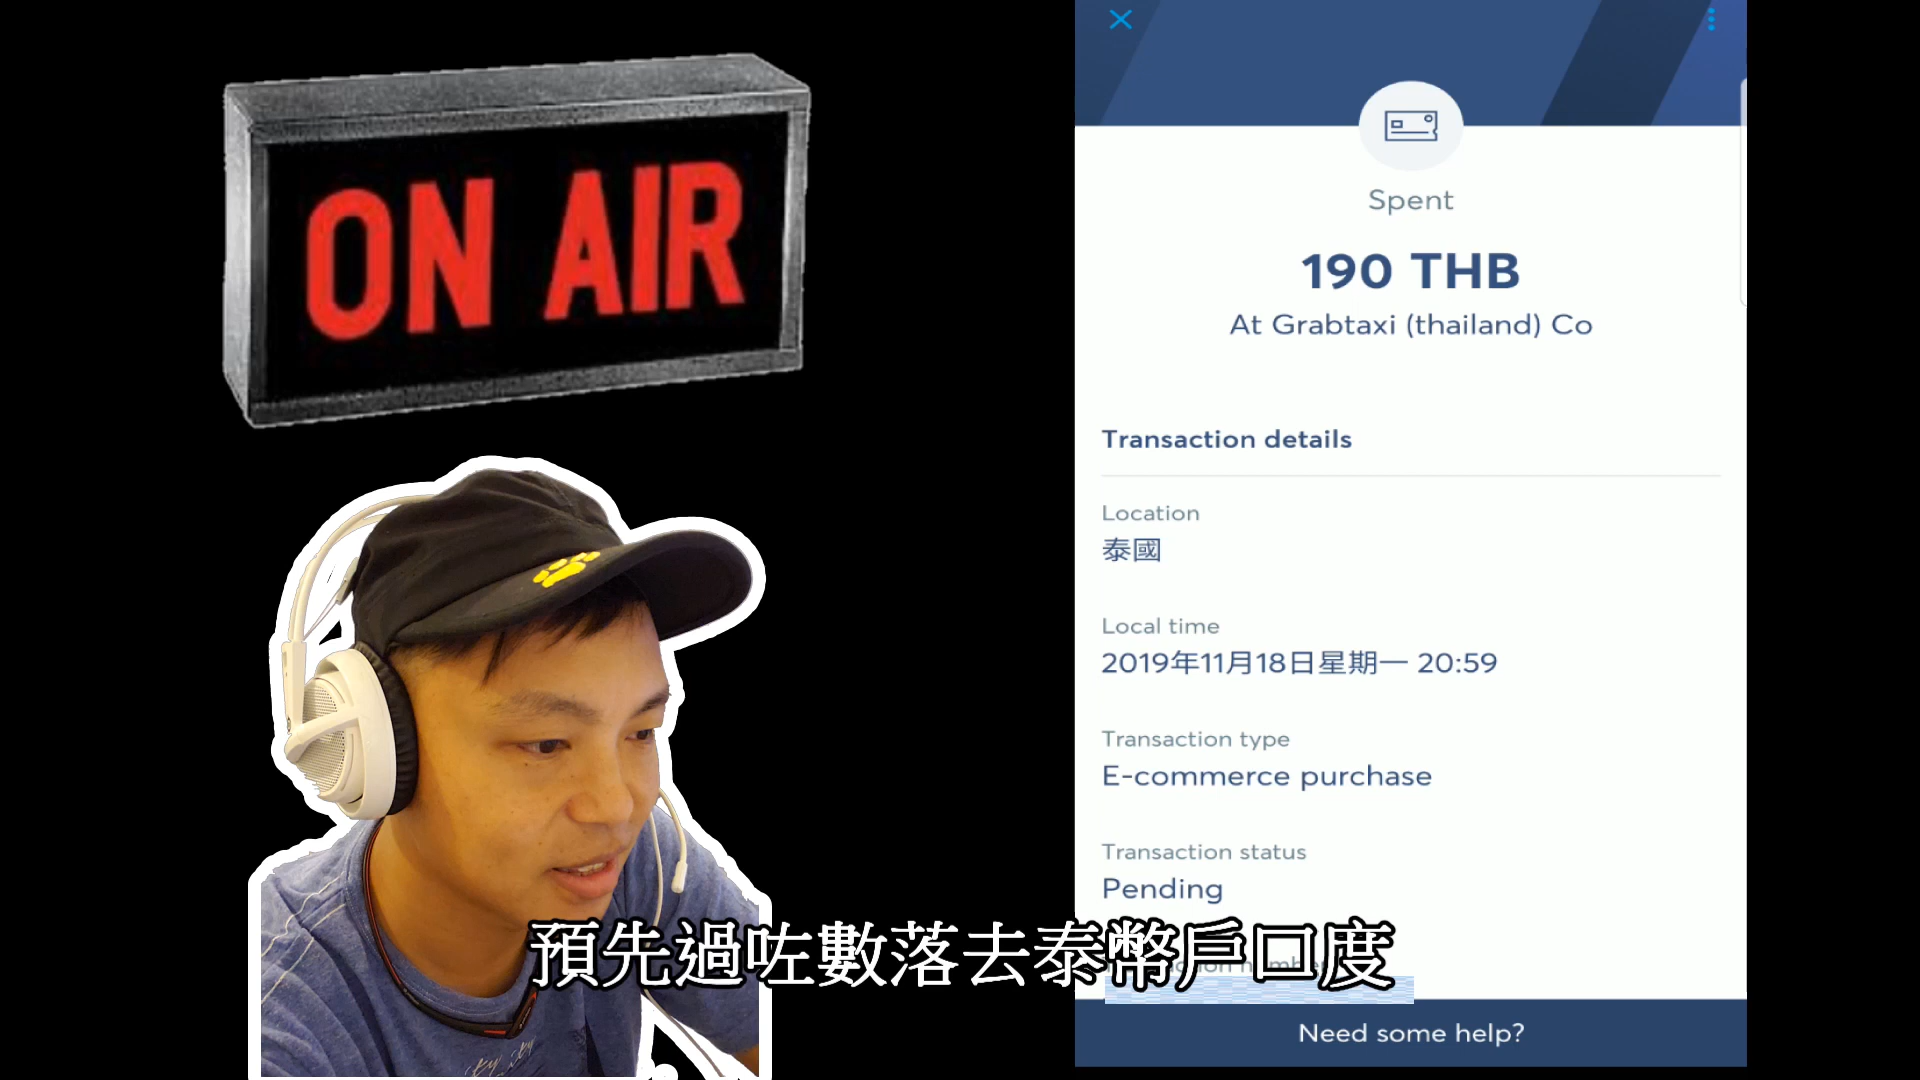 ON AIR
Spent
190 THB
At Grabtaxi (thailand) Co
Transaction details
Location
泰國
Local time
2019年11月18日星期一 20:59
Transaction type
E-commerce purchase
Transaction status
Pending
預先過咗數落去泰幣戶口度
Need some help?